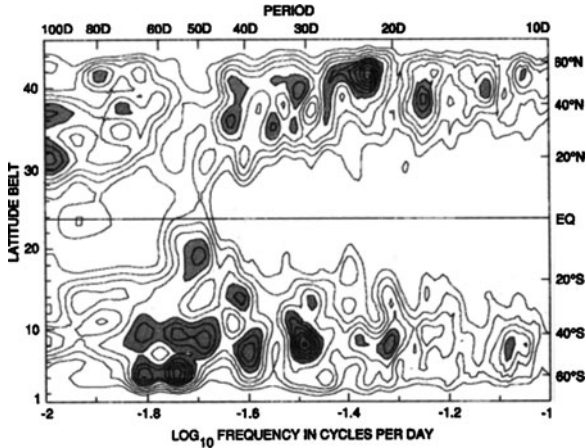 PERIOD
100D 80D 70D 60D 50D 40D 30D 20D 10D
LATITUDE BELT
40
30
20
10
1
60°N
40°N
20°N
EQ
20°S
40°S
60°S
-2 -1.8 -1.6 -1.4 -1.2 -1
LOG10 FREQUENCY IN CYCLES PER DAY